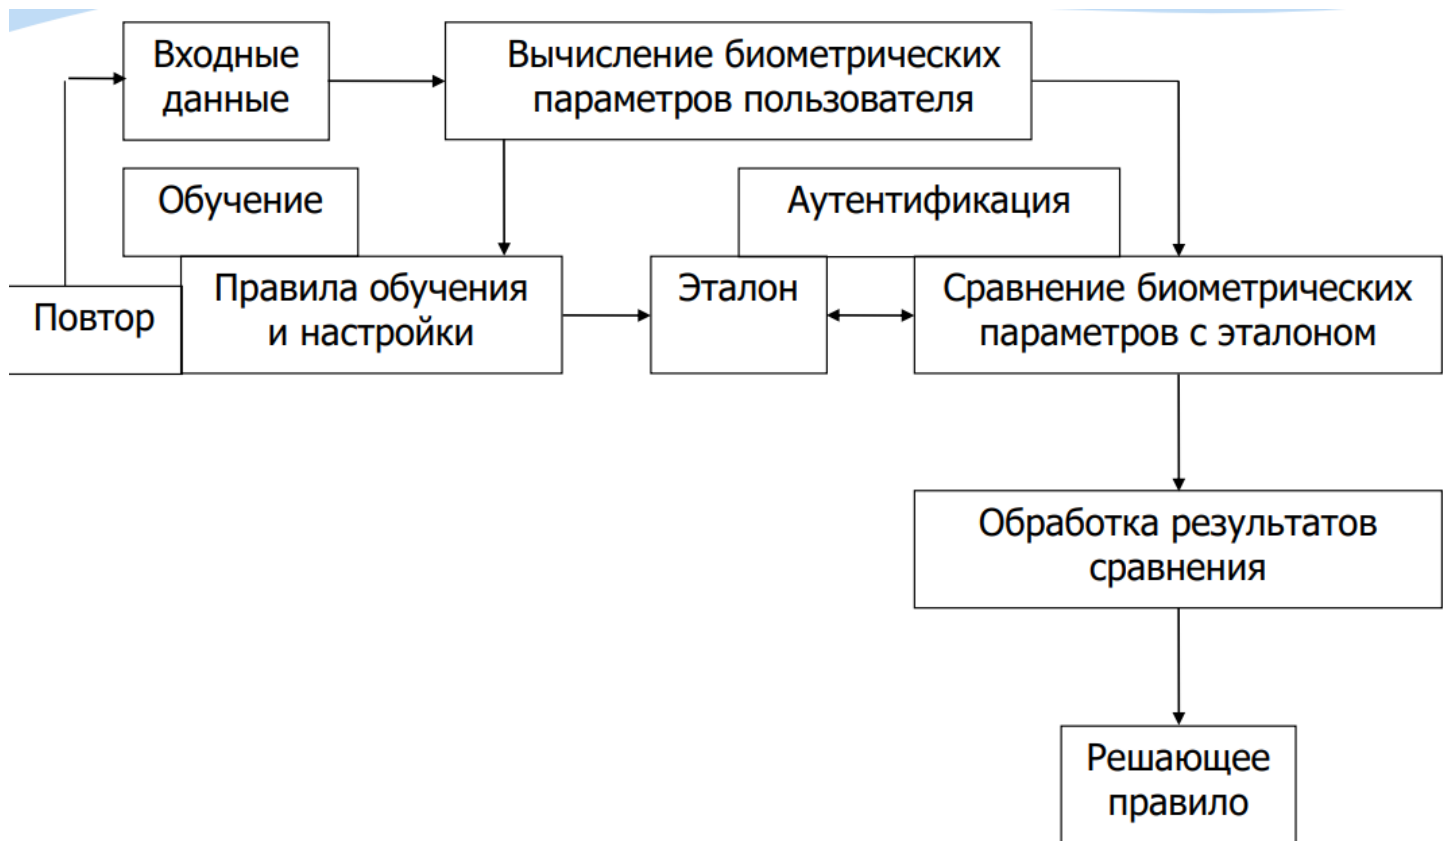 Входные
данные
Вычисление биометрических
параметров пользователя
Обучение
Аутентификация
Повтор
Правила обучения
и настройки
Эталон
Сравнение биометрических
параметров с эталоном
Обработка результатов
сравнения
Решающее
правило